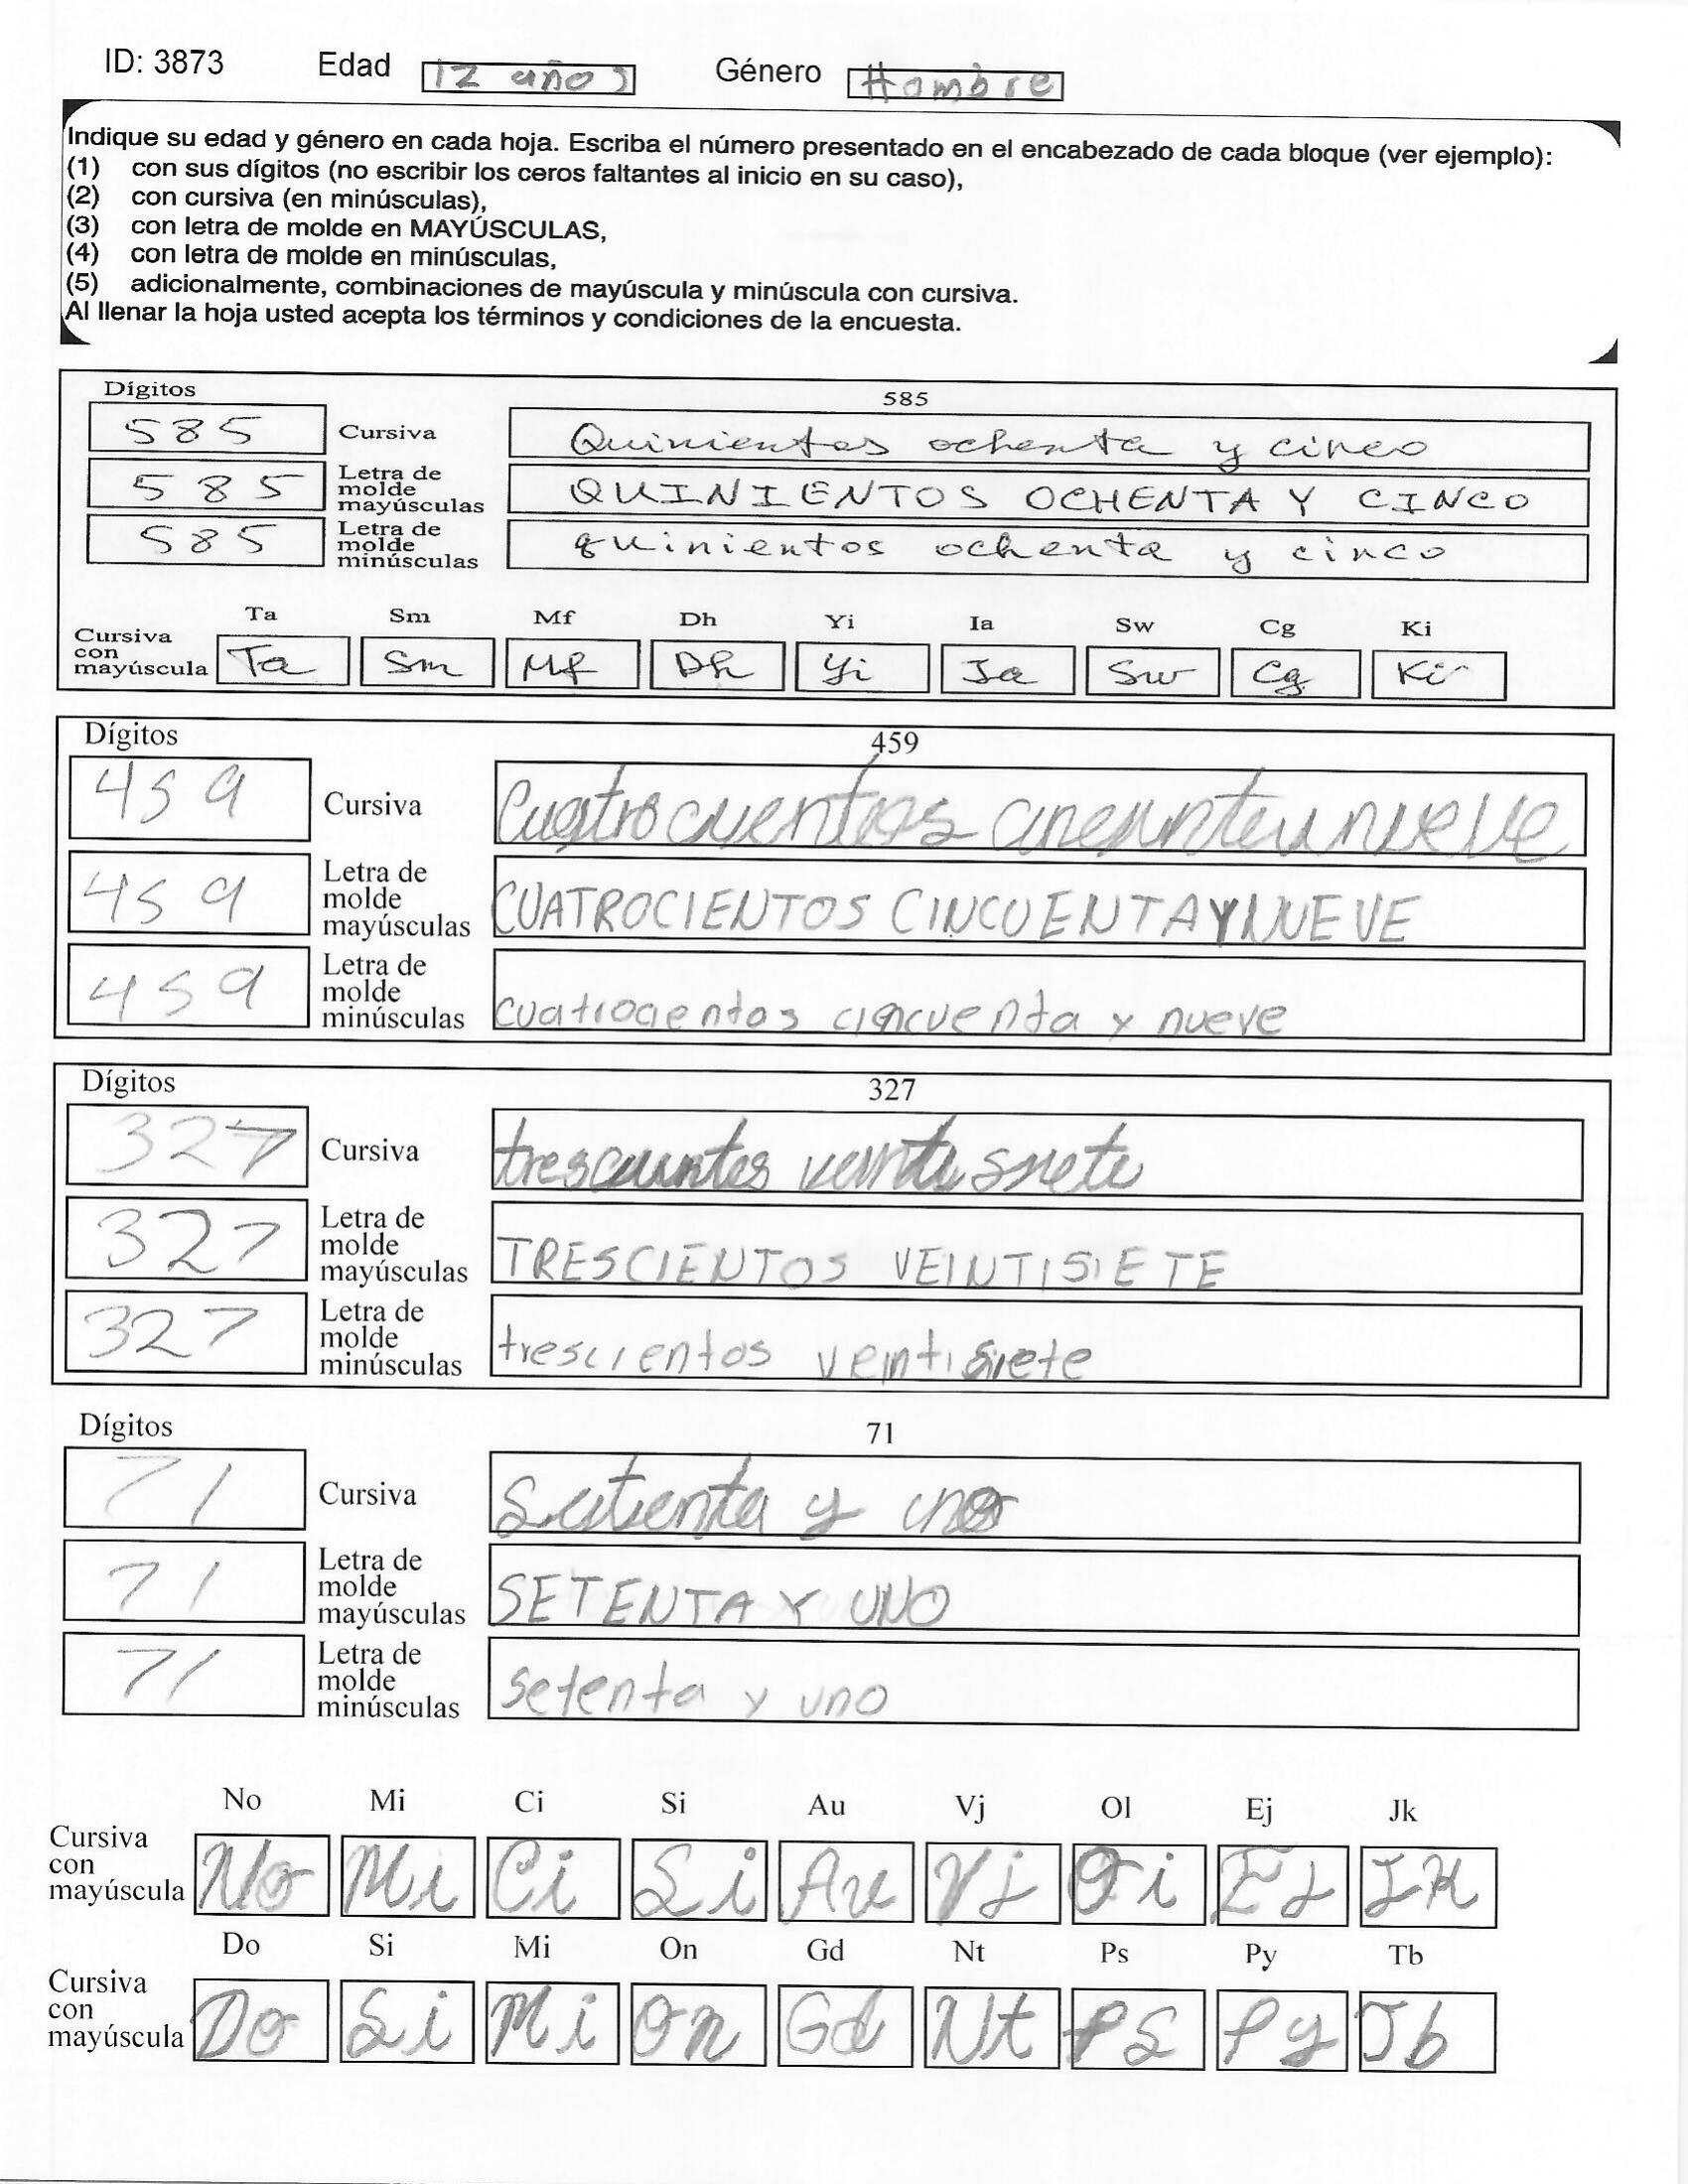 ID: 3873 Edad 12 años Género Hombre
Indique su edad y género en cada hoja. Escriba el número presentado en el encabezado de cada bloque (ver ejemplo):
(1) con sus dígitos (no escribir los ceros faltantes al inicio en su caso),
(2) con cursiva (en minúsculas),
(3) con letra de molde en MAYÚSCULAS,
(4) con letra de molde en minúsculas,
(5) adicionalmente, combinaciones de mayúscula y minúscula con cursiva.
Al llenar la hoja usted acepta los términos y condiciones de la encuesta.
Dígitos 585
585 Cursiva Quinientos ochenta y cinco
585 Letra de molde mayúsculas QUINIENTOS OCHENTA Y CINCO
585 Letra de molde minúsculas quinientos ochenta y cinco
Ta Sm Mf Dh Yi Ia Sw Cg Ki
Cursiva con mayúscula Ta Sm Mf Dh Yi Ia Sw Cg Ki
Dígitos 459
459 Cursiva
459 Letra de molde mayúsculas CUATROCIENTOS CINCUENTA Y NUEVE
459 Letra de molde minúsculas cuatrocientos cincuenta y nueve
Dígitos 327
327 Cursiva
327 Letra de molde mayúsculas TRESCIENTOS VEINTISIETE
327 Letra de molde minúsculas trescientos veintisiete
Dígitos 71
71 Cursiva y uno
71 Letra de molde mayúsculas SETENTA Y UNO
71 Letra de molde minúsculas setenta y uno
No Mi Ci Si Au Vj Ol Ej Jk
Cursiva con mayúscula No Mi Ci Si Au Vj Oi Ej Jk
Do Si Mi On Gd Nt Ps Py Tb
Cursiva con mayúscula Do Si Mi On Gd Nt Ps Py Tb